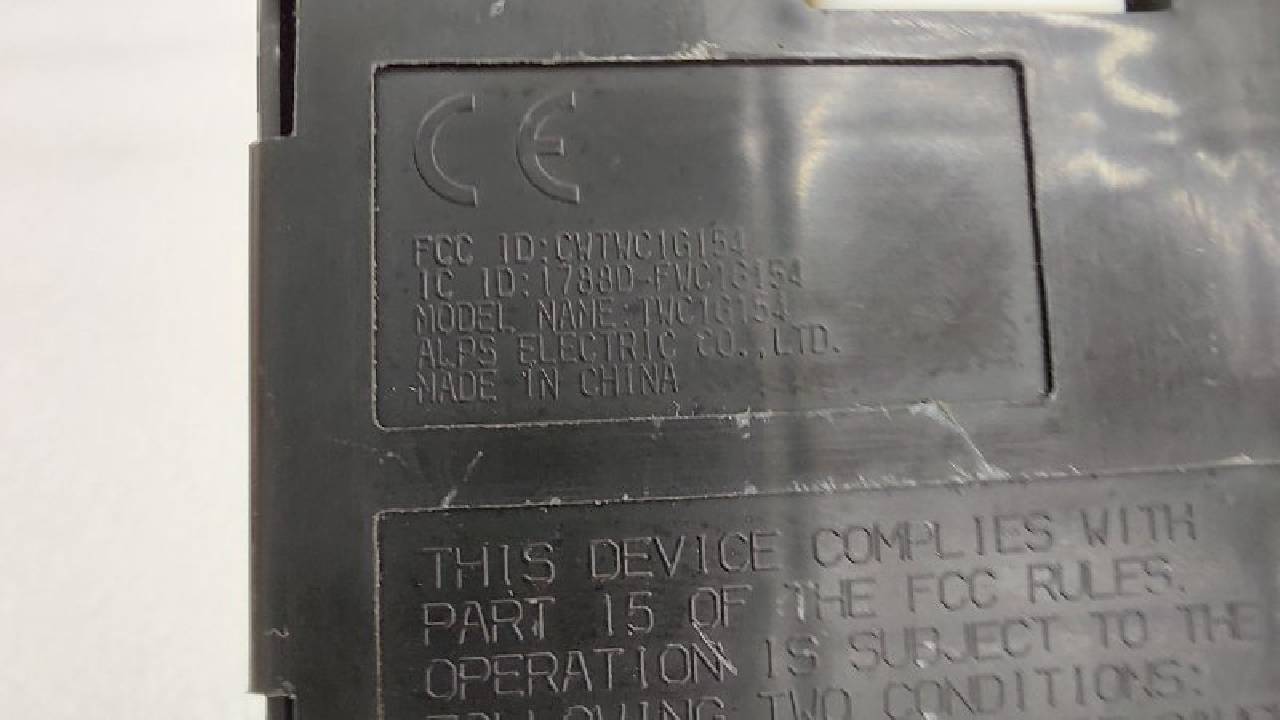 CE
FCC ID:CWTWC1G154
IC ID:1788D-FWC1G154
MODEL NAME:TWC1G154
ALPS ELECTRIC CO.,LTD.
MADE IN CHINA
THIS DEVICE COMPLIES WITH
PART 15 OF THE FCC RULES.
OPERATION IS SUBJECT TO THE
FOLLOWING TWO CONDITIONS: